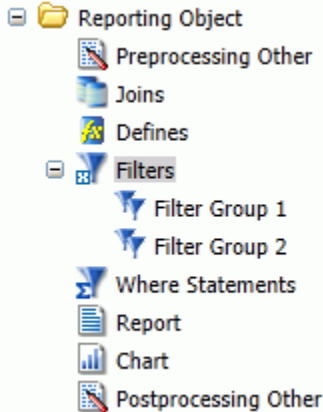 Reporting Object
Preprocessing Other
Joins
Defines
Filters
Filter Group 1
Filter Group 2
Where Statements
Report
Chart
Postprocessing Other